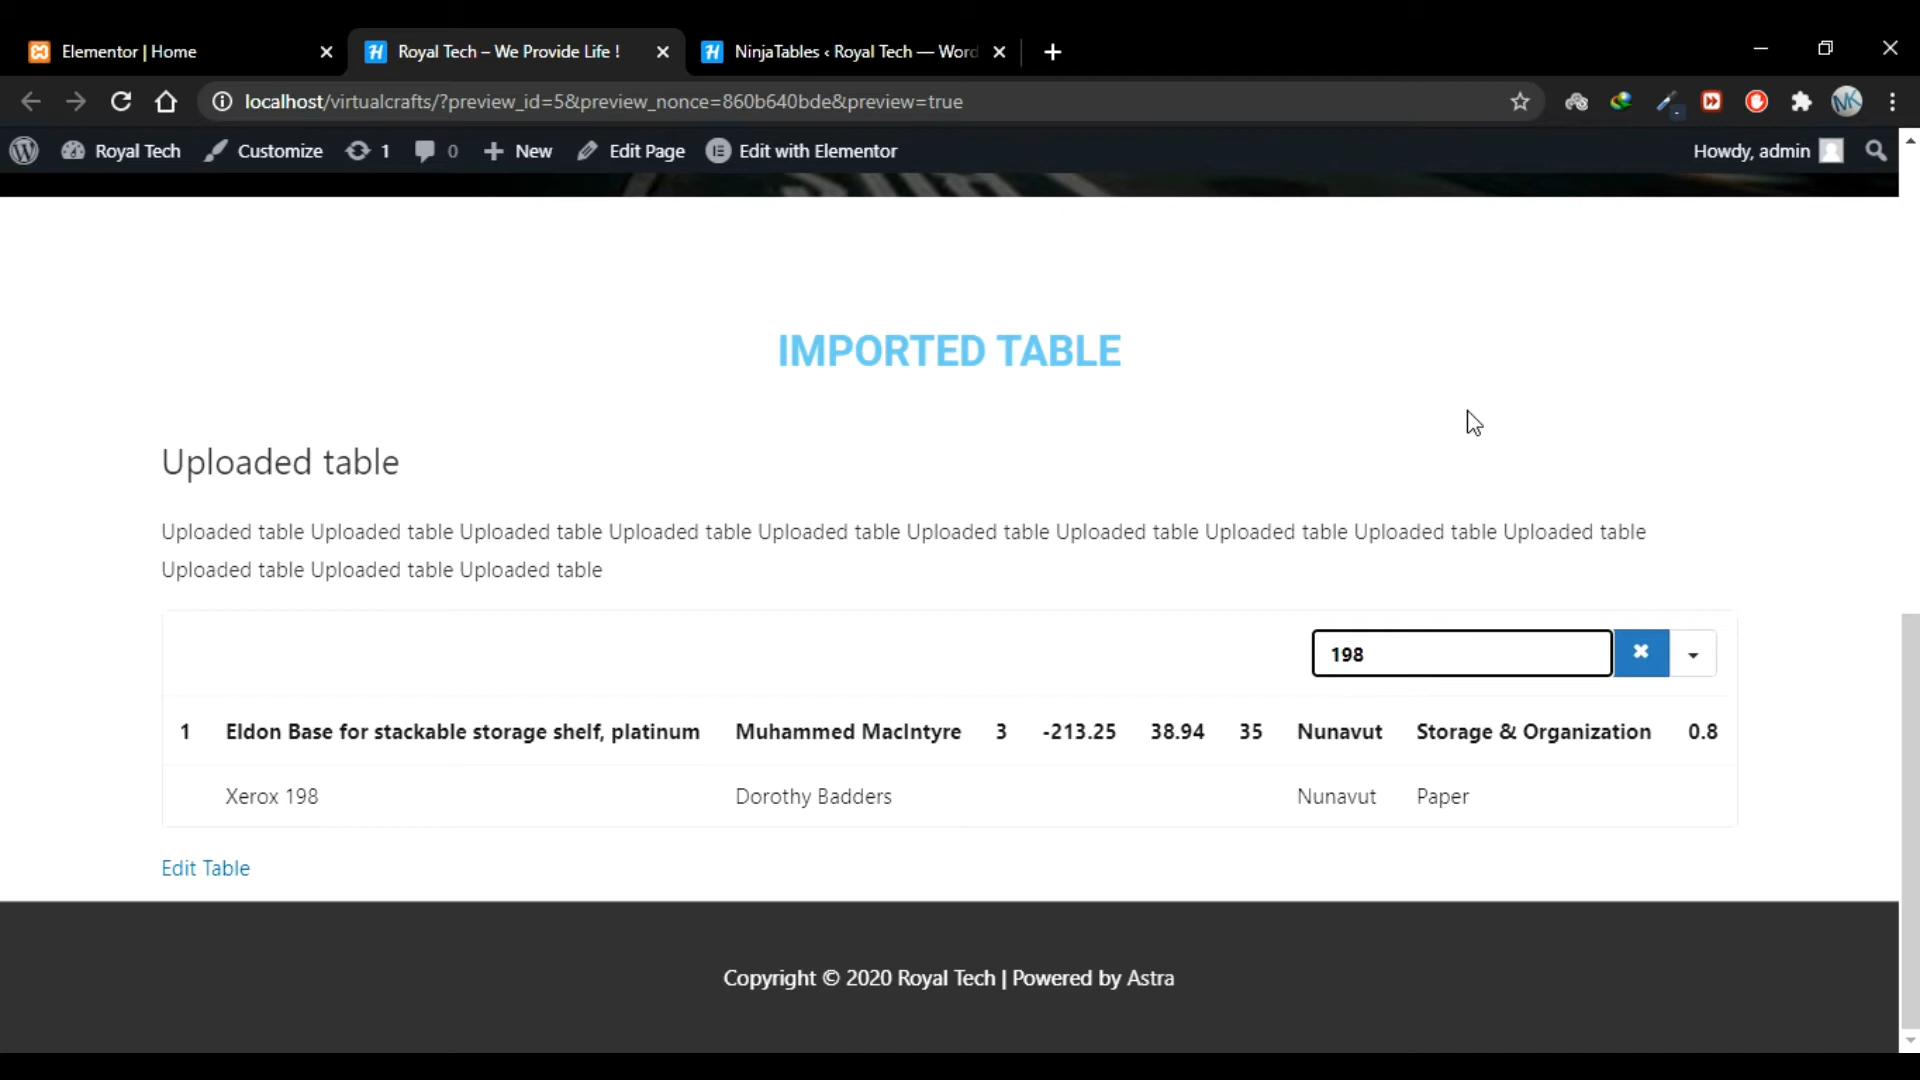 Elementor | Home
Royal Tech – We Provide Life !
NinjaTables ‹ Royal Tech — Word
localhost/virtualcrafts/?preview_id=5&preview_nonce=860b640bde&preview=true
Royal Tech Customize 1 0 New Edit Page Edit with Elementor Howdy, admin
IMPORTED TABLE
Uploaded table
Uploaded table Uploaded table Uploaded table Uploaded table Uploaded table Uploaded table Uploaded table Uploaded table Uploaded table Uploaded table
Uploaded table Uploaded table Uploaded table
198
1 Eldon Base for stackable storage shelf, platinum Muhammed MacIntyre 3 -213.25 38.94 35 Nunavut Storage & Organization 0.8
Xerox 198 Dorothy Badders Nunavut Paper
Edit Table
Copyright © 2020 Royal Tech | Powered by Astra